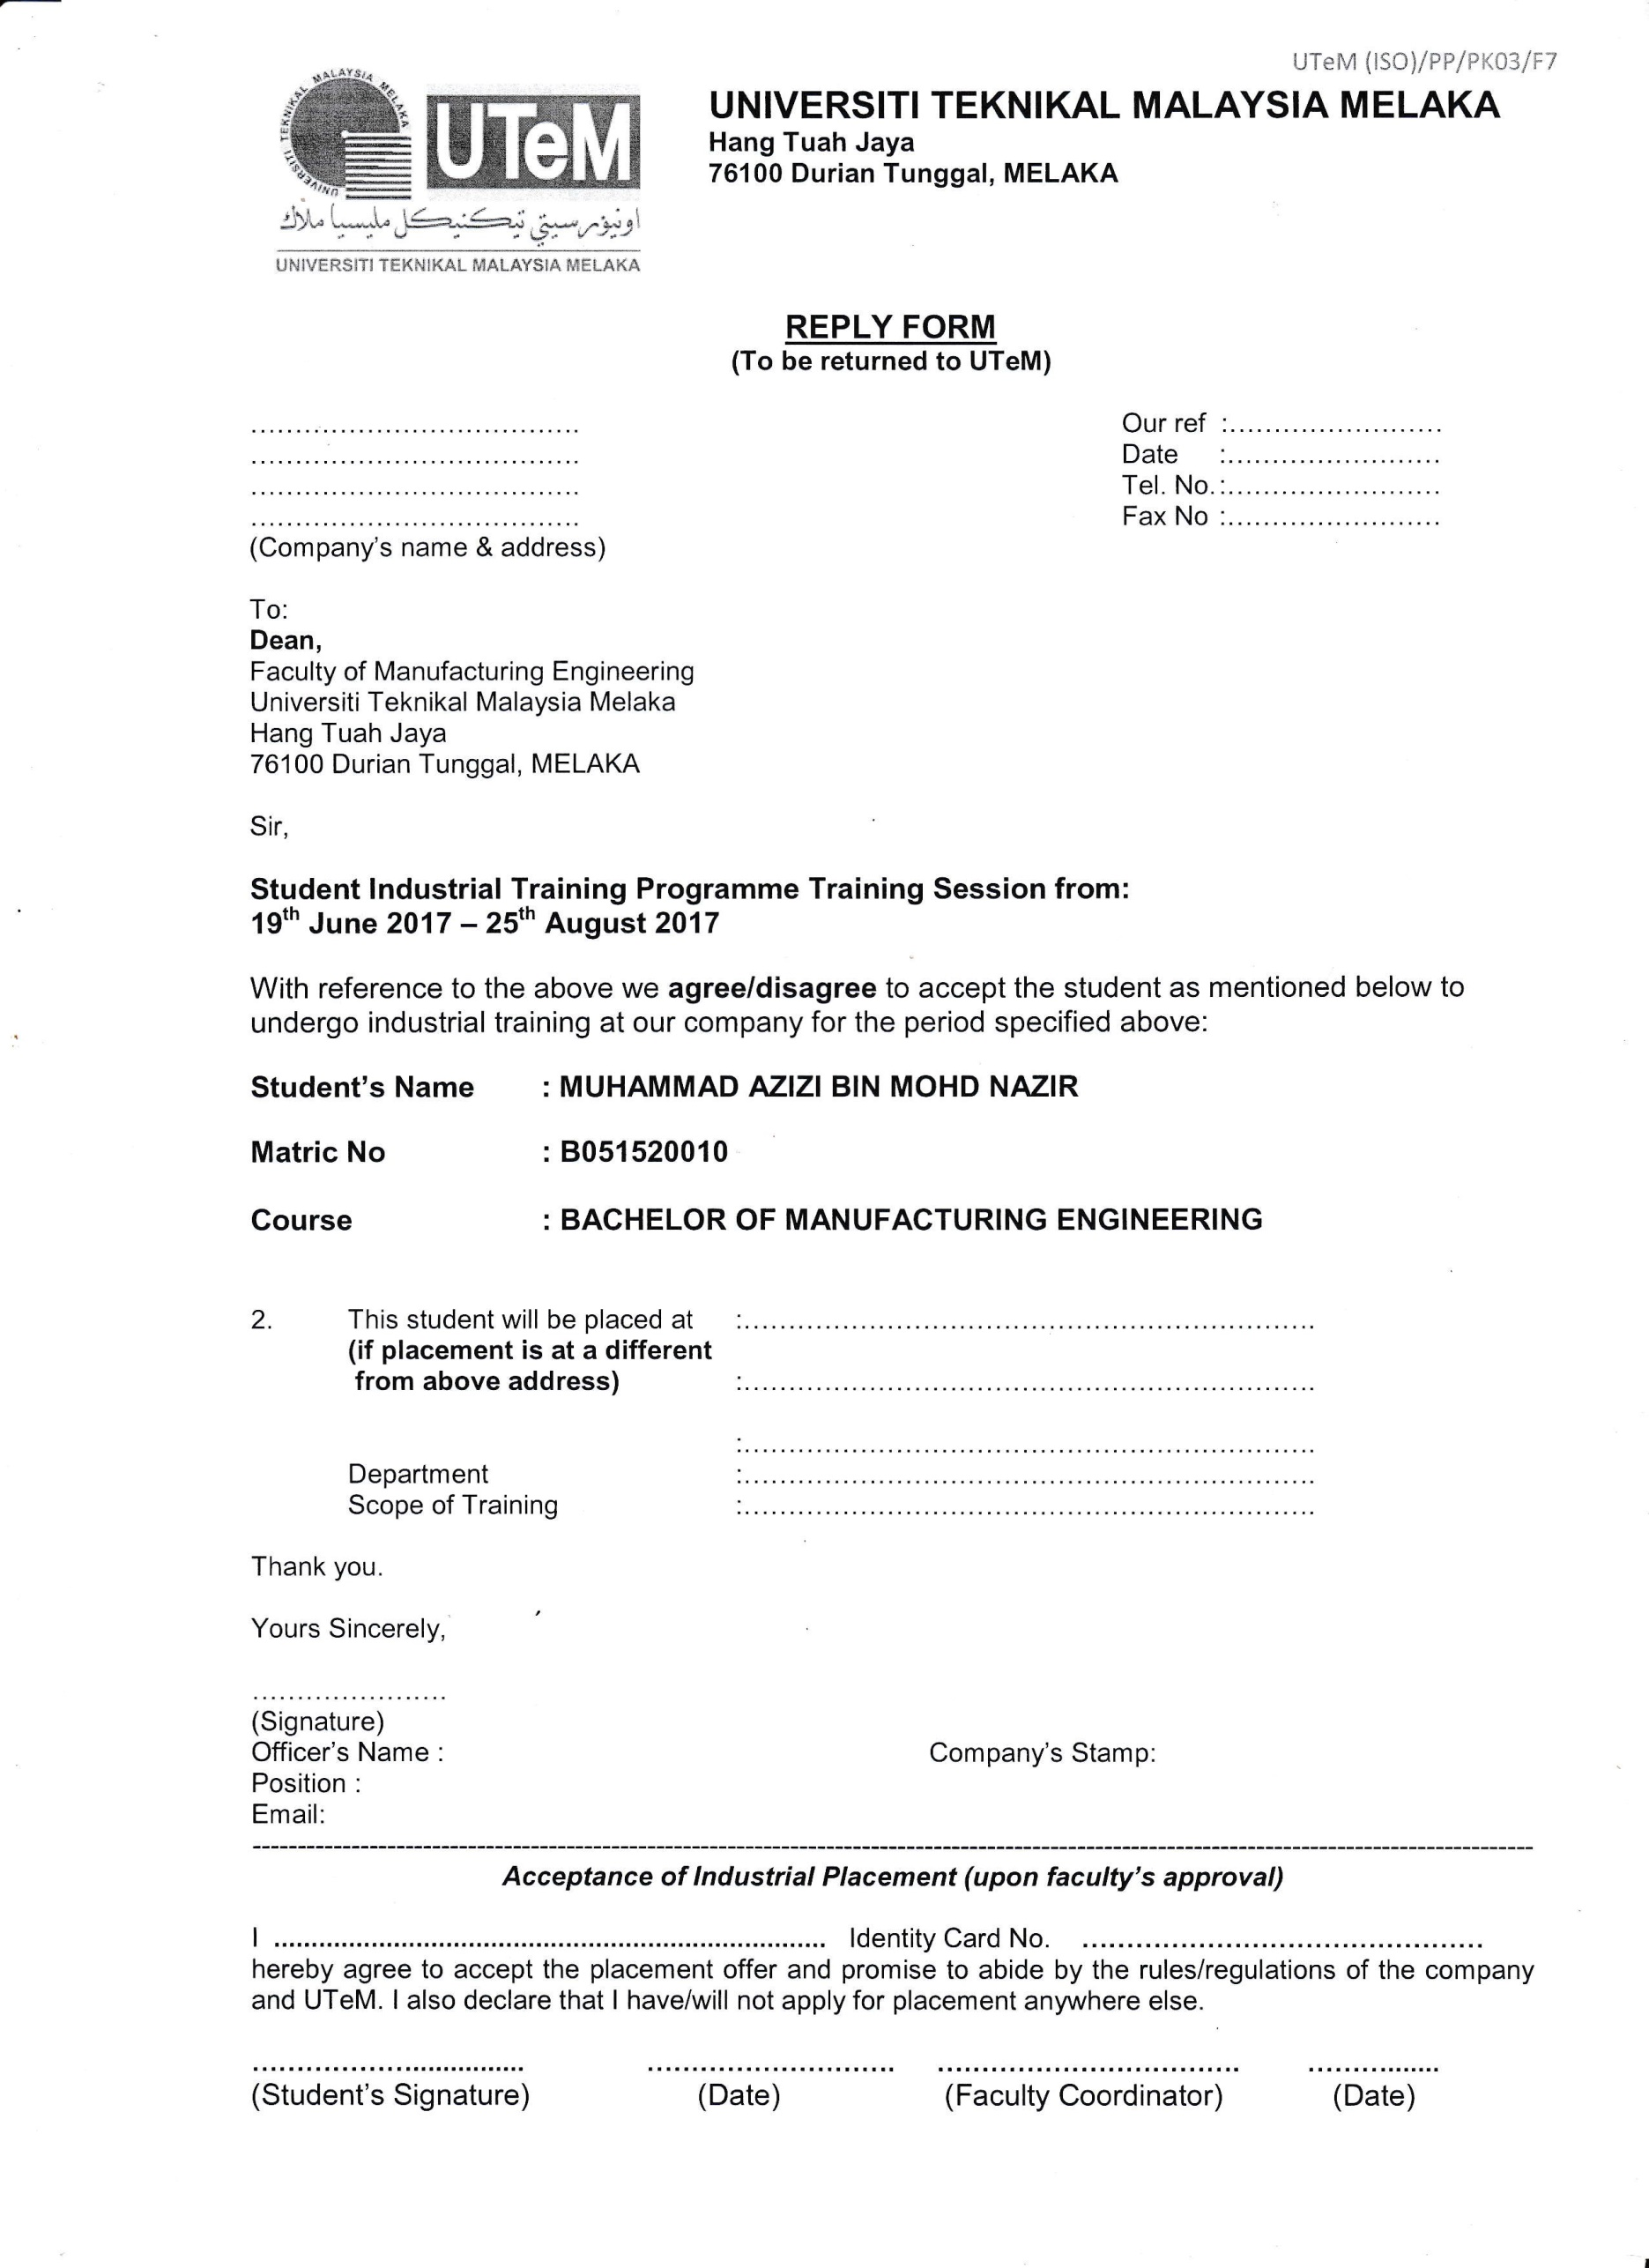 UTeM (ISO)/PP/PK03/F7
UNIVERSITI TEKNIKAL MALAYSIA MELAKA
UTeM
اونيۏرسيتي تيکنيکل مليسيا ملاک
UNIVERSITI TEKNIKAL MALAYSIA MELAKA
UNIVERSITI TEKNIKAL MALAYSIA MELAKA
Hang Tuah Jaya
76100 Durian Tunggal, MELAKA
REPLY FORM
(To be returned to UTeM)
.....................................
.....................................
.....................................
.....................................
(Company's name & address)
Our ref :........................
Date :........................
Tel. No.:........................
Fax No :........................
To:
Dean,
Faculty of Manufacturing Engineering
Universiti Teknikal Malaysia Melaka
Hang Tuah Jaya
76100 Durian Tunggal, MELAKA
Sir,
Student Industrial Training Programme Training Session from:
19th June 2017 – 25th August 2017
With reference to the above we agree/disagree to accept the student as mentioned below to
undergo industrial training at our company for the period specified above:
Student's Name : MUHAMMAD AZIZI BIN MOHD NAZIR
Matric No : B051520010
Course : BACHELOR OF MANUFACTURING ENGINEERING
2. This student will be placed at :................................................................
(if placement is at a different
from above address) :................................................................
:................................................................
Department :................................................................
Scope of Training :................................................................
Thank you.
Yours Sincerely,
......................
(Signature)
Officer's Name :
Position :
Email:
Company's Stamp:
Acceptance of Industrial Placement (upon faculty's approval)
I .......................................................................... Identity Card No. .............................................
hereby agree to accept the placement offer and promise to abide by the rules/regulations of the company
and UTeM. I also declare that I have/will not apply for placement anywhere else.
(Student's Signature) (Date) (Faculty Coordinator) (Date)